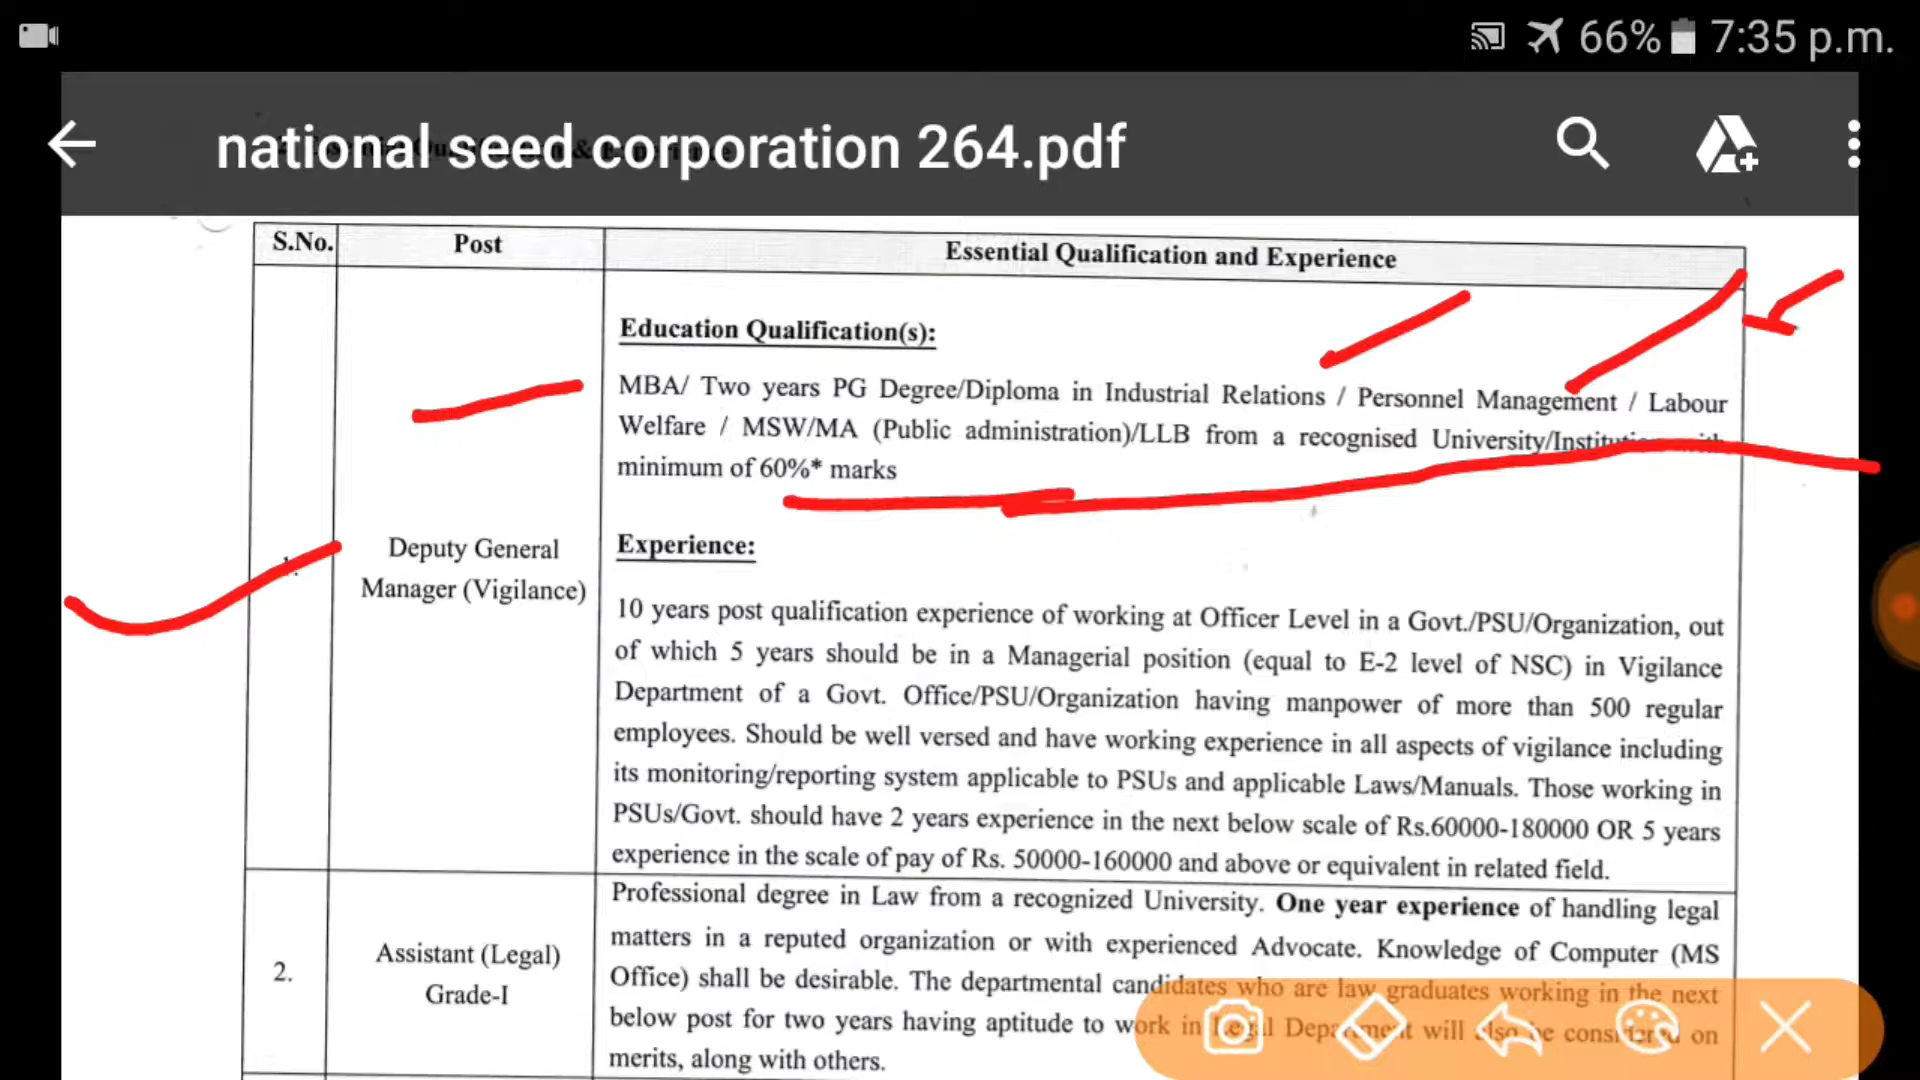 66% 7:35 p.m.
national seed corporation 264.pdf
S.No. Post Essential Qualification and Experience
Education Qualification(s):
MBA/ Two years PG Degree/Diploma in Industrial Relations / Personnel Management / Labour
Welfare / MSW/MA (Public administration)/LLB from a recognised University/Institution with
minimum of 60%* marks
1. Deputy General
Manager (Vigilance)
Experience:
10 years post qualification experience of working at Officer Level in a Govt./PSU/Organization, out
of which 5 years should be in a Managerial position (equal to E-2 level of NSC) in Vigilance
Department of a Govt. Office/PSU/Organization having manpower of more than 500 regular
employees. Should be well versed and have working experience in all aspects of vigilance including
its monitoring/reporting system applicable to PSUs and applicable Laws/Manuals. Those working in
PSUs/Govt. should have 2 years experience in the next below scale of Rs.60000-180000 OR 5 years
experience in the scale of pay of Rs. 50000-160000 and above or equivalent in related field.
2. Assistant (Legal)
Grade-I
Professional degree in Law from a recognized University. One year experience of handling legal
matters in a reputed organization or with experienced Advocate. Knowledge of Computer (MS
Office) shall be desirable. The departmental candidates who are law graduates working in the next
below post for two years having aptitude to work in Legal Department will also be considered on
merits, along with others.